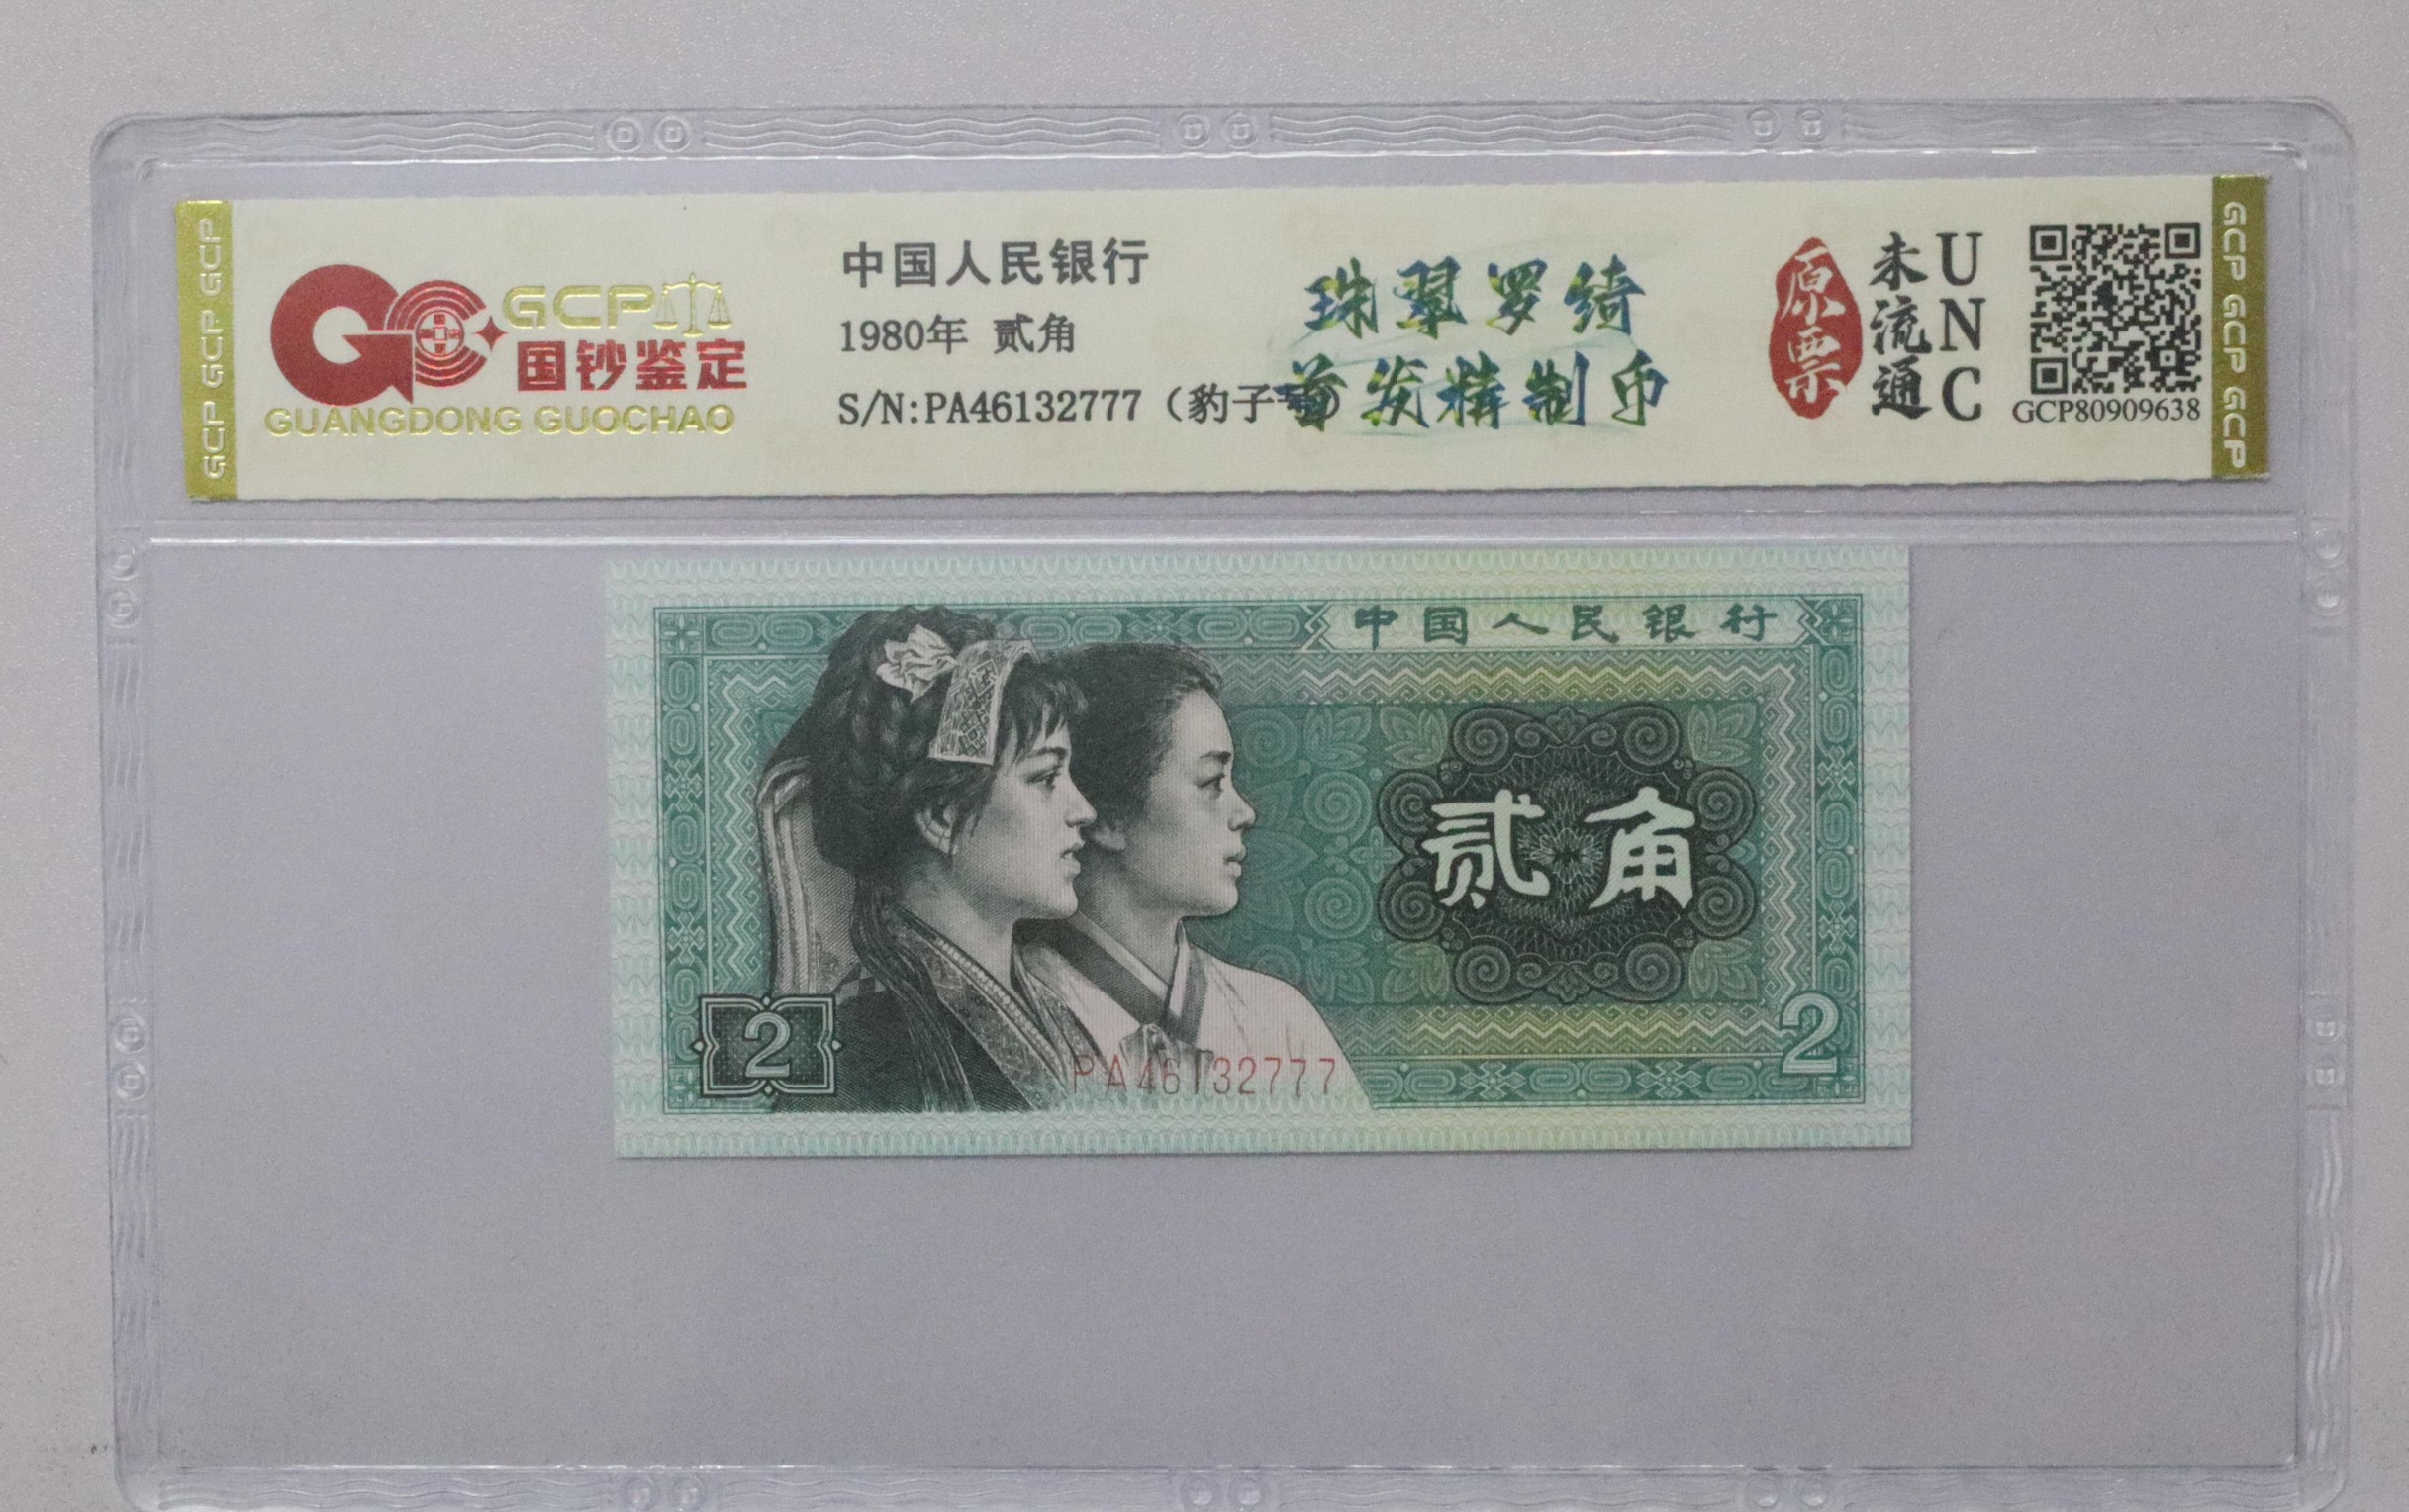 GCP GCP GCP
GCP
国钞鉴定
GUANGDONG GUOCHAO
中国人民银行
1980年 贰角
S/N:PA46132777（豹子号）
珠翠罗绮
首发精制币
原票
未流通
UNC
GCP80909638
GCP GCP GCP
中国人民银行
贰角
2
PA46132777
2